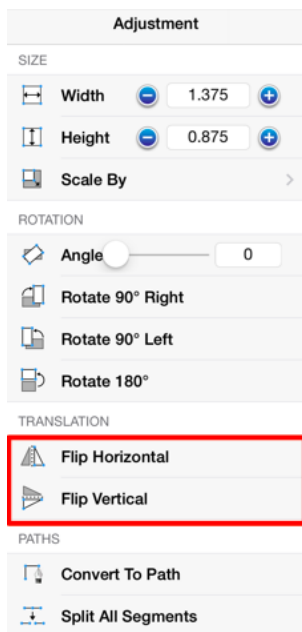 Adjustment
SIZE
Width 1.375
Height 0.875
Scale By
ROTATION
Angle 0
Rotate 90° Right
Rotate 90° Left
Rotate 180°
TRANSLATION
Flip Horizontal
Flip Vertical
PATHS
Convert To Path
Split All Segments